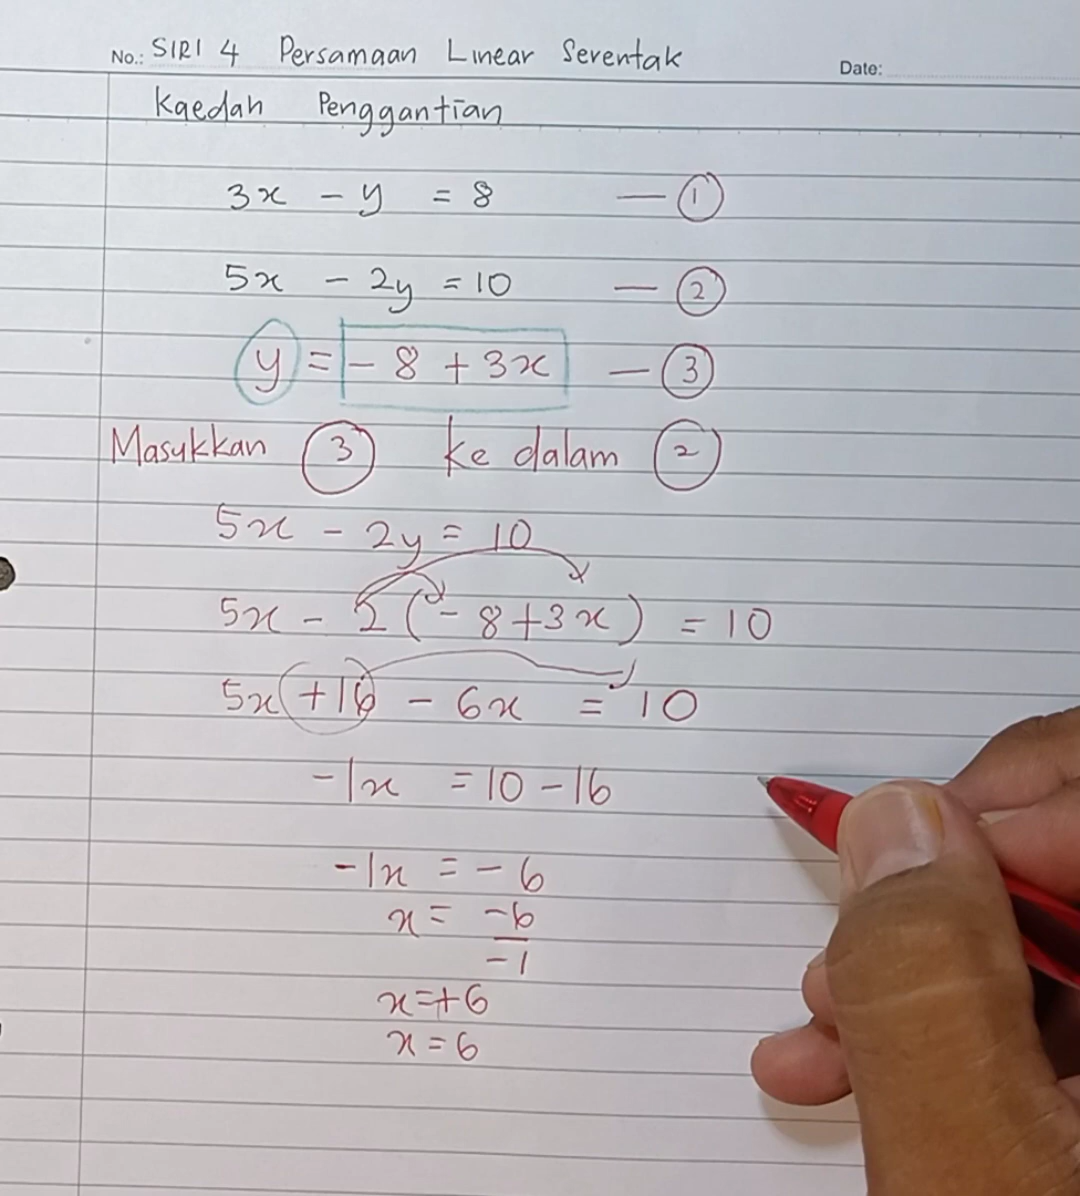 No.: SIRI 4 Persamaan Linear Serentak Date:
Kaedah Penggantian
3x - y = 8 — ①
5x - 2y = 10 — ②
y = - 8 + 3x — ③
Masukkan ③ ke dalam ②
5x - 2y = 10
5x - 2 (- 8 + 3x) = 10
5x + 16 - 6x = 10
-1x = 10 - 16
-1x = - 6
x = -6/-1
x = +6
x = 6